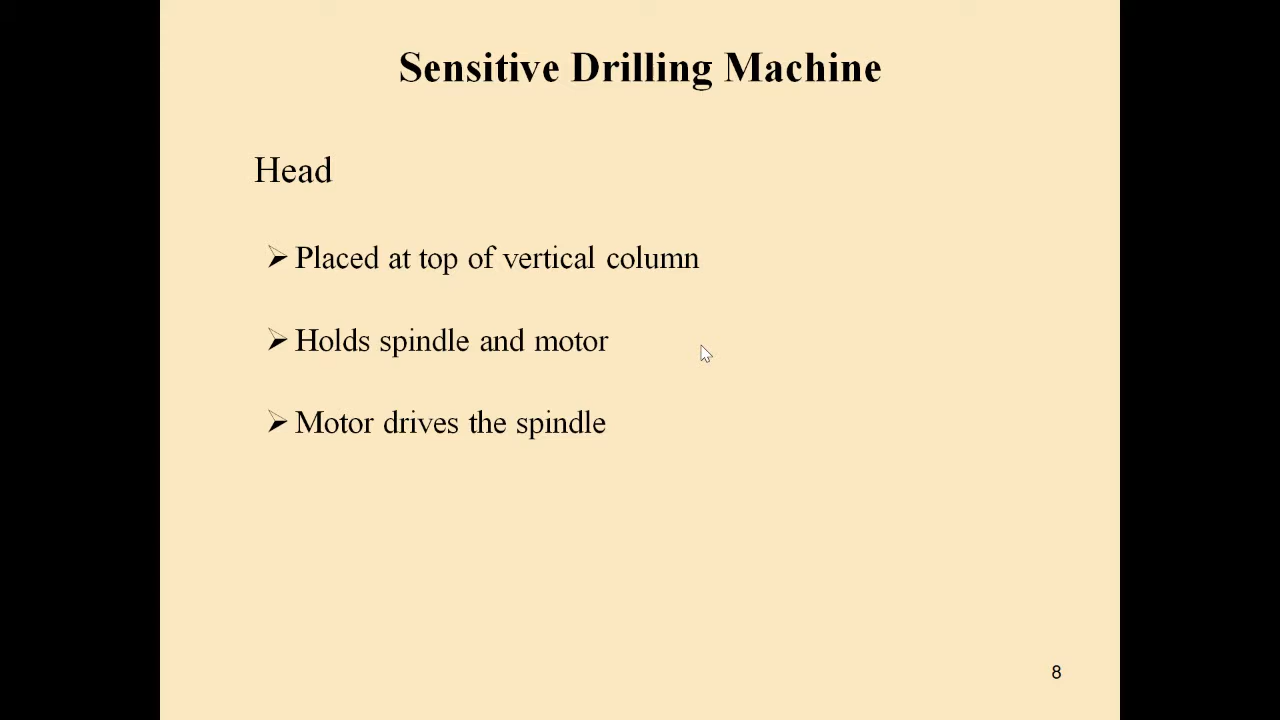 Sensitive Drilling Machine
Head
➢ Placed at top of vertical column
➢ Holds spindle and motor
➢ Motor drives the spindle
8